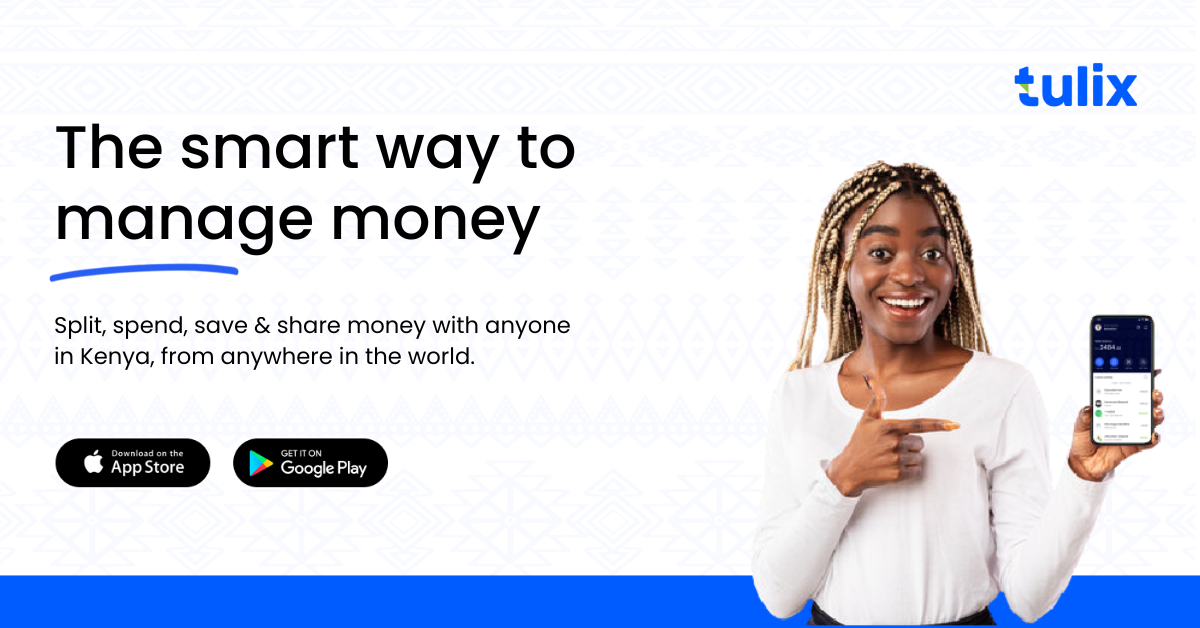 tulix
The smart way to
manage money
Split, spend, save & share money with anyone
in Kenya, from anywhere in the world.
Download on the
App Store
GET IT ON
Google Play